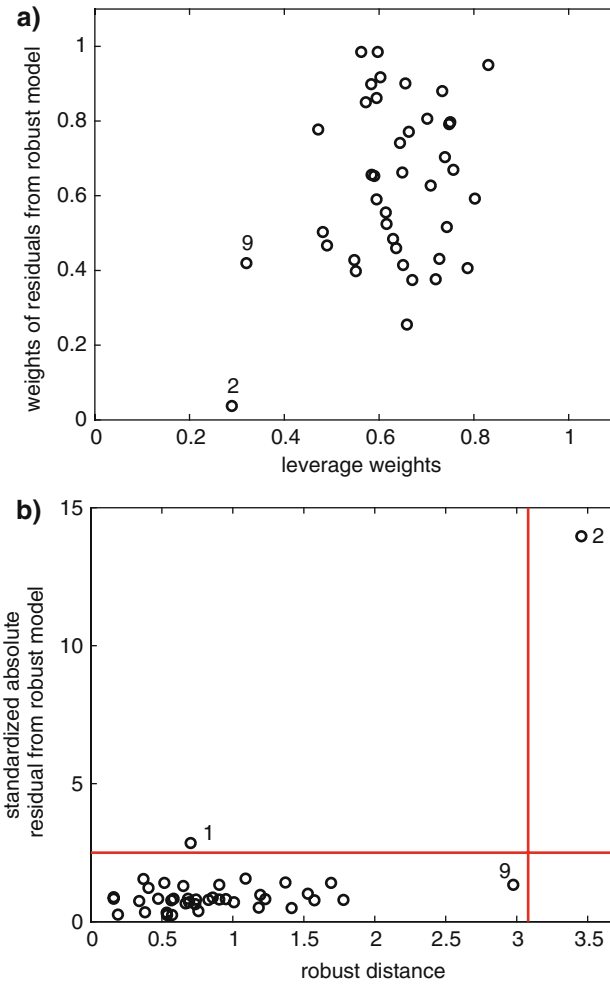 a)
1
0.8
0.6
0.4
0.2
0
weights of residuals from robust model
9
2
0 0.2 0.4 0.6 0.8 1
leverage weights
b)
15
10
5
0
standardized absolute
residual from robust model
2
1
9
0 0.5 1 1.5 2 2.5 3 3.5
robust distance